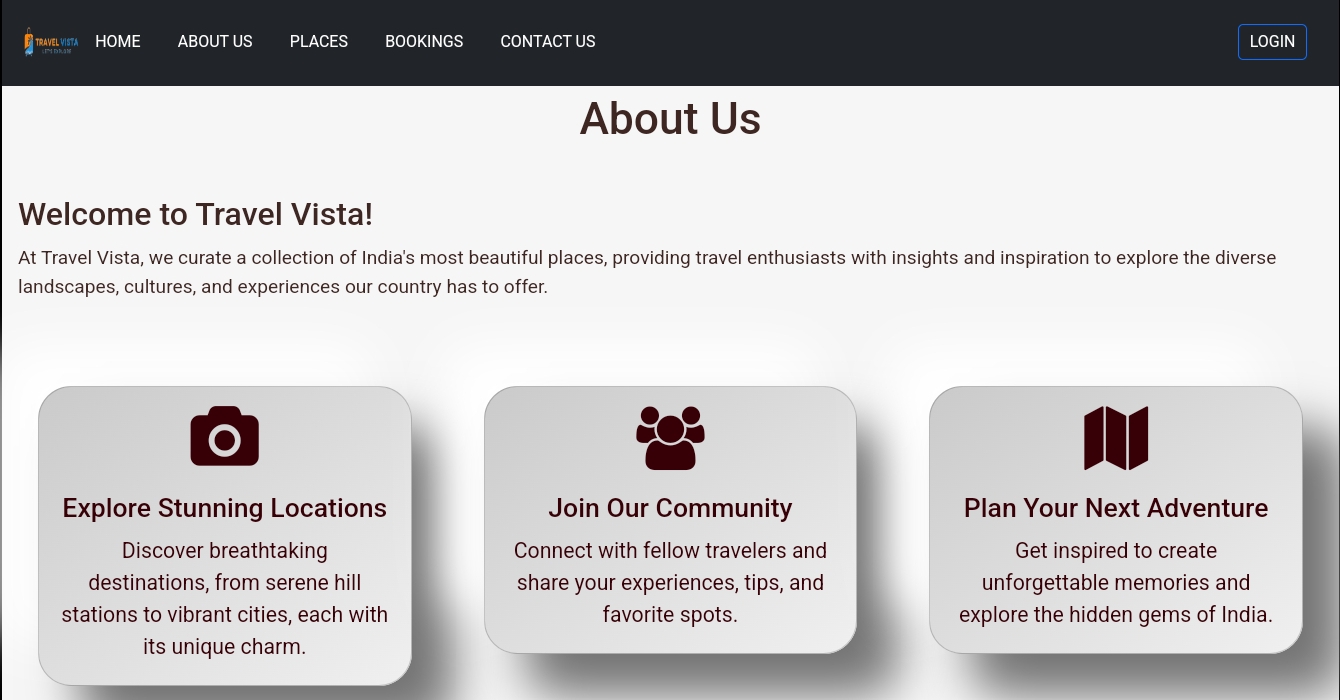 TRAVEL VISTA
HOME
ABOUT US
PLACES
BOOKINGS
CONTACT US
LOGIN
About Us
Welcome to Travel Vista!
At Travel Vista, we curate a collection of India's most beautiful places, providing travel enthusiasts with insights and inspiration to explore the diverse
landscapes, cultures, and experiences our country has to offer.
Explore Stunning Locations
Discover breathtaking
destinations, from serene hill
stations to vibrant cities, each with
its unique charm.
Join Our Community
Connect with fellow travelers and
share your experiences, tips, and
favorite spots.
Plan Your Next Adventure
Get inspired to create
unforgettable memories and
explore the hidden gems of India.